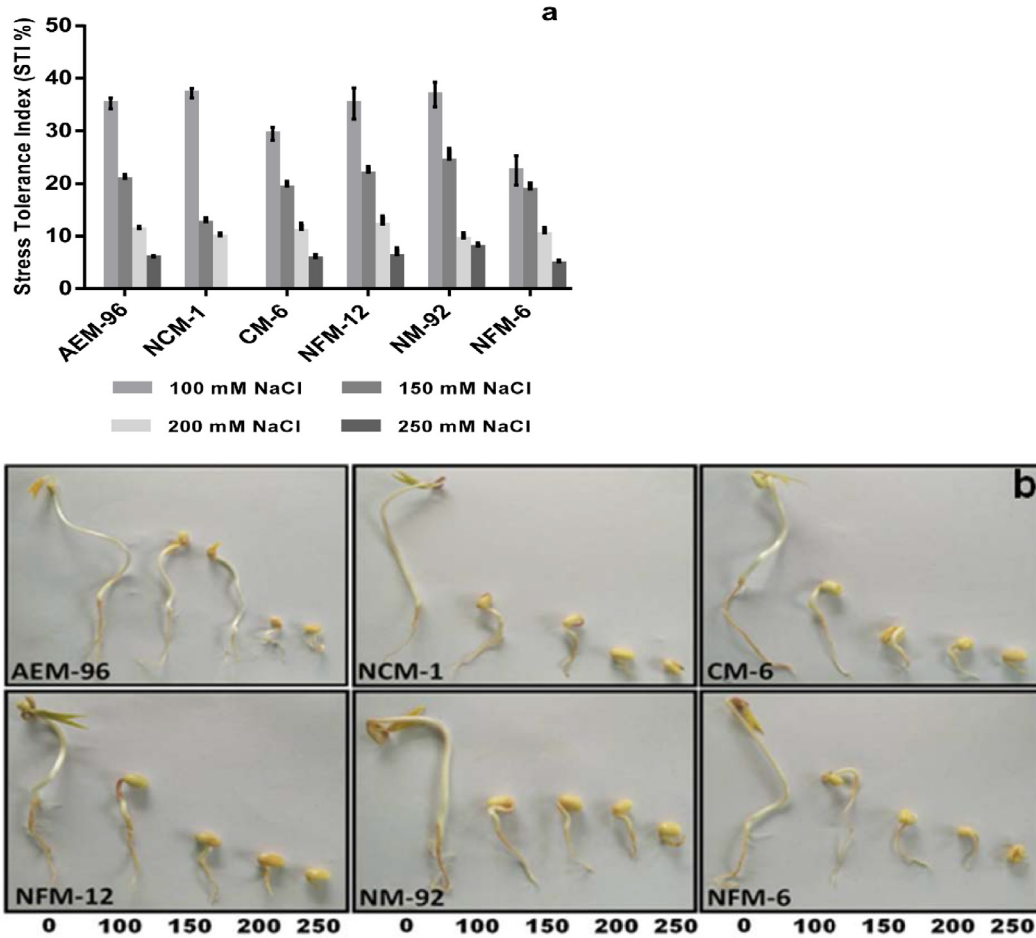 a
Stress Tolerance Index (STI %)
50
40
30
20
10
0
AEM-96 NCM-1 CM-6 NFM-12 NM-92 NFM-6
100 mM NaCl 150 mM NaCl
200 mM NaCl 250 mM NaCl
b
AEM-96 NCM-1 CM-6
NFM-12 NM-92 NFM-6
0 100 150 200 250 0 100 150 200 250 0 100 150 200 250